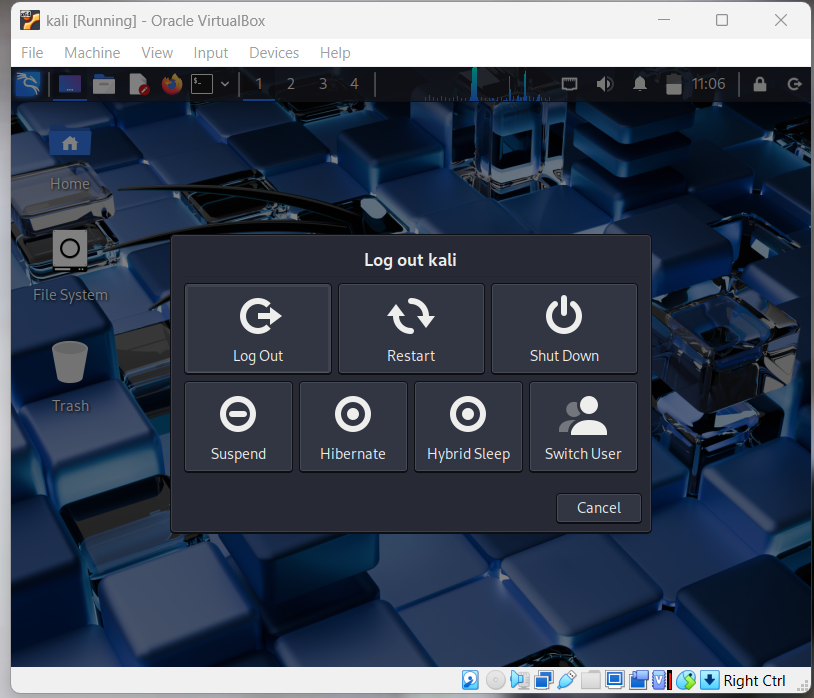 kali [Running] - Oracle VirtualBox
File Machine View Input Devices Help
1 2 3 4 11:06
Home
File System
Trash
Log out kali
Log Out Restart Shut Down
Suspend Hibernate Hybrid Sleep Switch User
Cancel
Right Ctrl